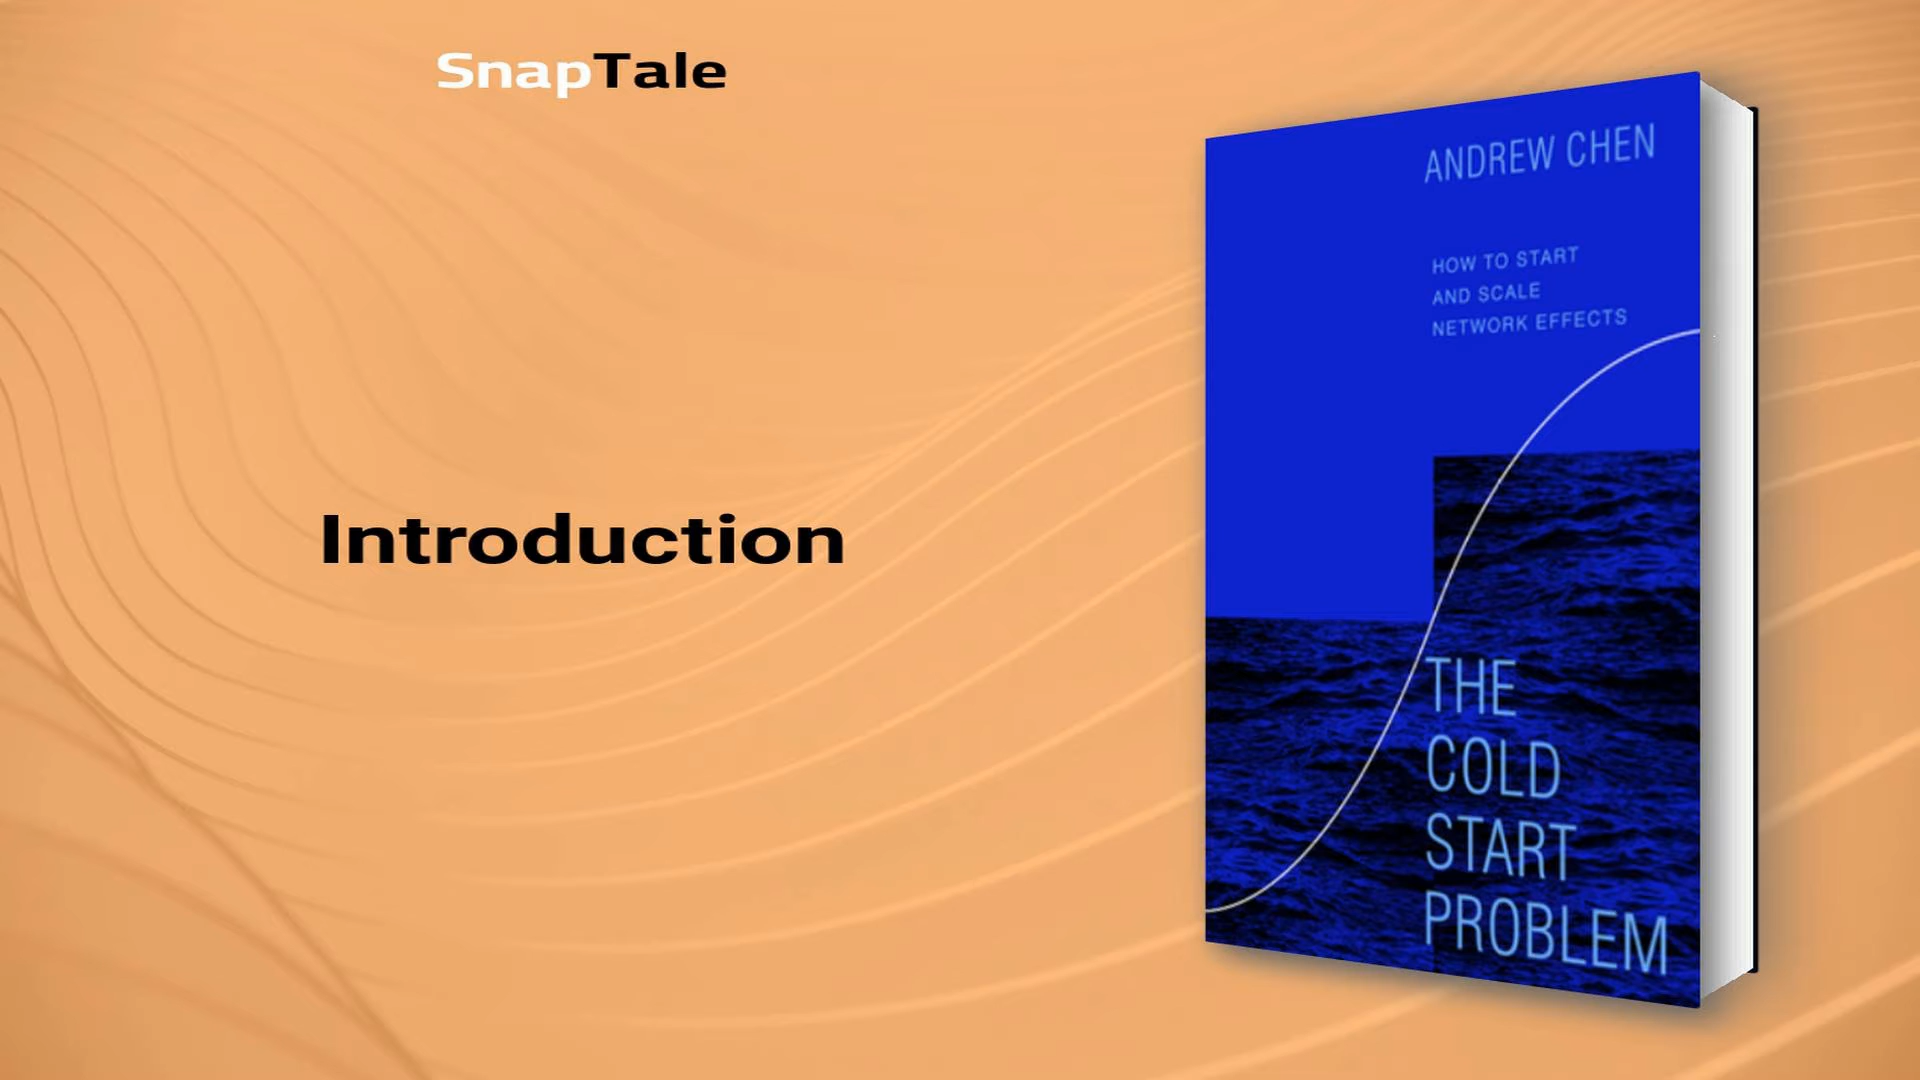 SnapTale
Introduction
ANDREW CHEN
HOW TO START
AND SCALE
NETWORK EFFECTS
THE
COLD
START
PROBLEM